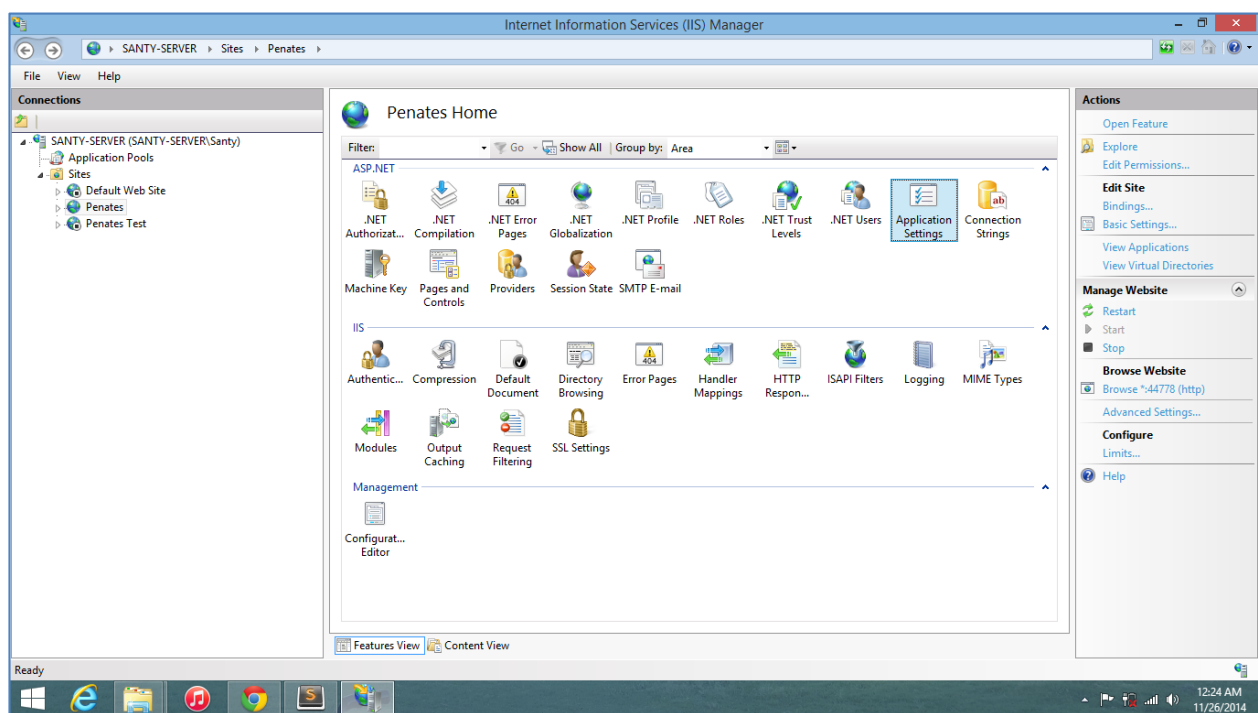 Internet Information Services (IIS) Manager
SANTY-SERVER Sites Penates
File View Help
Connections
SANTY-SERVER (SANTY-SERVER\Santy)
Application Pools
Sites
Default Web Site
Penates
Penates Test
Penates Home
Filter: Go Show All Group by: Area
ASP.NET
.NET Authorizat...
.NET Compilation
.NET Error Pages
.NET Globalization
.NET Profile
.NET Roles
.NET Trust Levels
.NET Users
Application Settings
Connection Strings
Machine Key
Pages and Controls
Providers
Session State
SMTP E-mail
IIS
Authentic...
Compression
Default Document
Directory Browsing
Error Pages
Handler Mappings
HTTP Respon...
ISAPI Filters
Logging
MIME Types
Modules
Output Caching
Request Filtering
SSL Settings
Management
Configurat... Editor
Features View Content View
Actions
Open Feature
Explore
Edit Permissions...
Edit Site
Bindings...
Basic Settings...
View Applications
View Virtual Directories
Manage Website
Restart
Start
Stop
Browse Website
Browse *:44778 (http)
Advanced Settings...
Configure
Limits...
Help
Ready
12:24 AM
11/26/2014